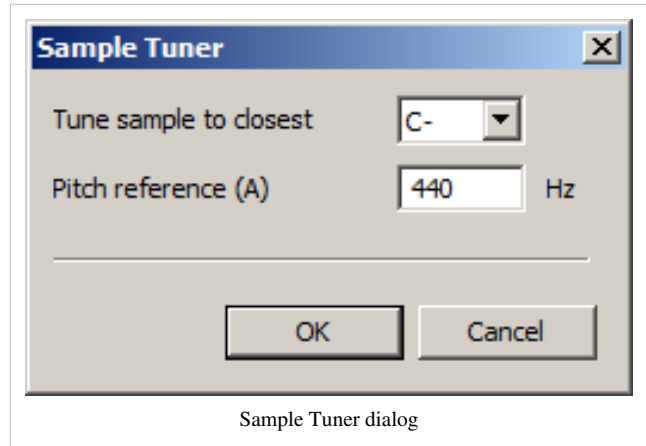 Sample Tuner
Tune sample to closest C-
Pitch reference (A) 440 Hz
OK Cancel
Sample Tuner dialog